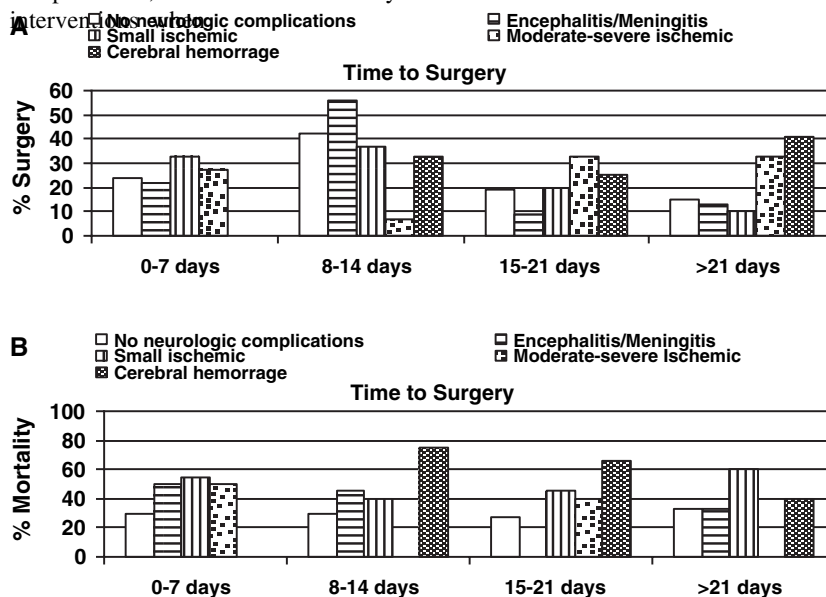 interventions when
A
No neurologic complications
Encephalitis/Meningitis
Small ischemic
Moderate-severe ischemic
Cerebral hemorrage
Time to Surgery
% Surgery
60
50
40
30
20
10
0
0-7 days 8-14 days 15-21 days >21 days
B
No neurologic complications
Encephalitis/Meningitis
Small ischemic
Moderate-severe Ischemic
Cerebral hemorrage
Time to Surgery
% Mortality
100
80
60
40
20
0
0-7 days 8-14 days 15-21 days >21 days